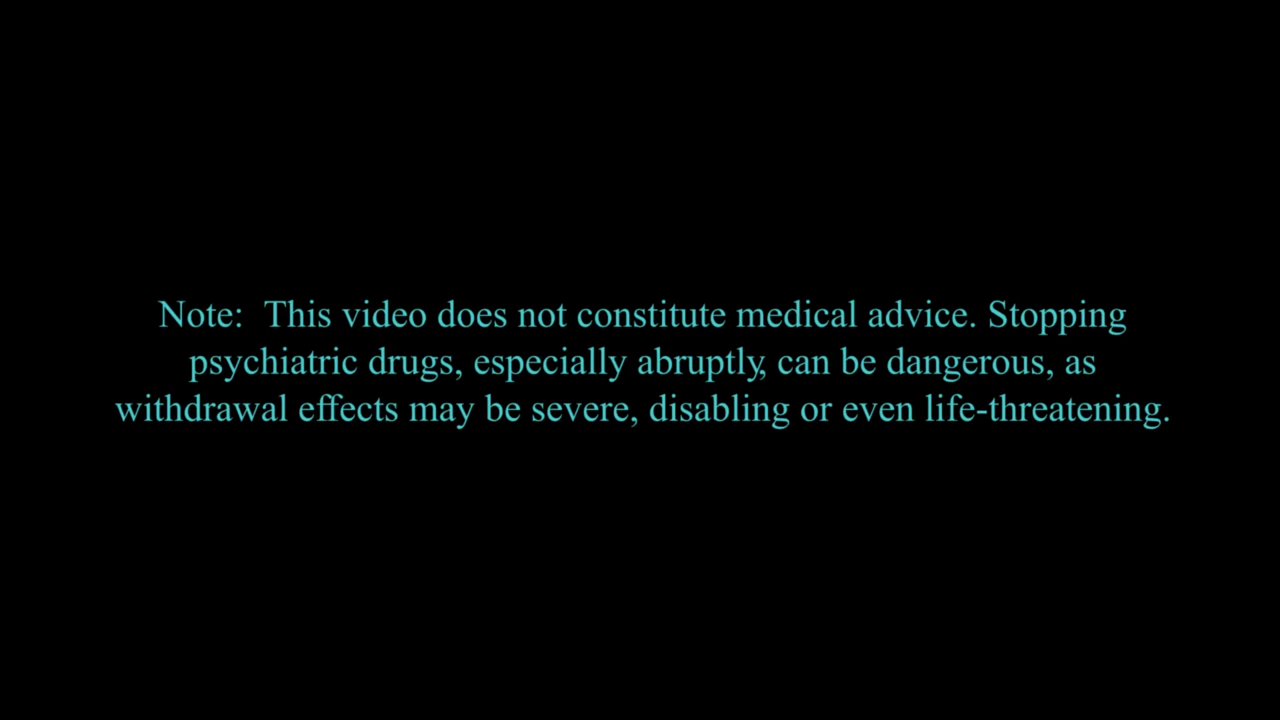 Note:  This video does not constitute medical advice. Stopping
psychiatric drugs, especially abruptly, can be dangerous, as
withdrawal effects may be severe, disabling or even life-threatening.